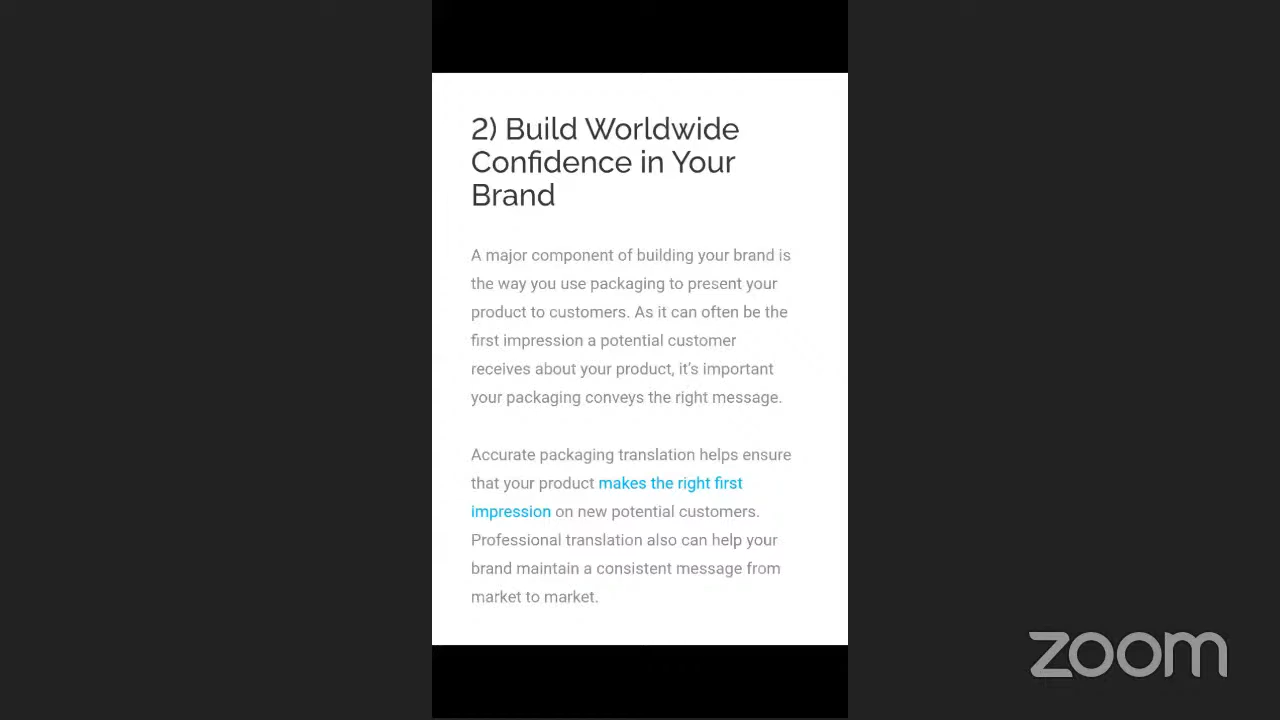 2) Build Worldwide
Confidence in Your
Brand
A major component of building your brand is
the way you use packaging to present your
product to customers. As it can often be the
first impression a potential customer
receives about your product, it’s important
your packaging conveys the right message.
Accurate packaging translation helps ensure
that your product makes the right first
impression on new potential customers.
Professional translation also can help your
brand maintain a consistent message from
market to market.
zoom